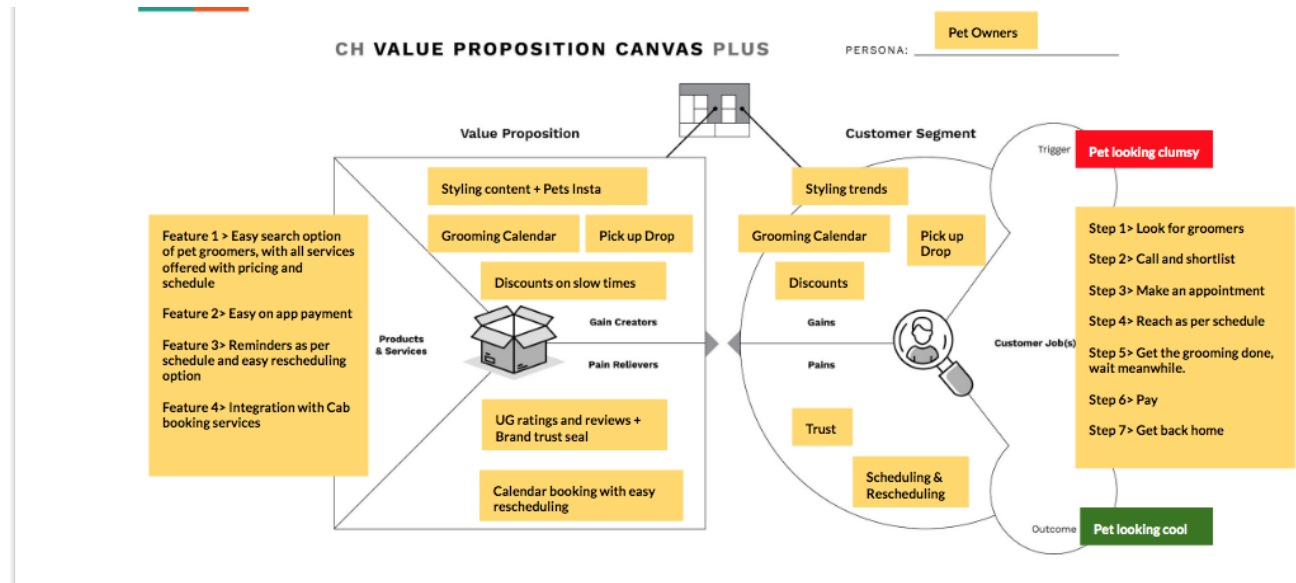 CH VALUE PROPOSITION CANVAS PLUS
PERSONA:
Pet Owners
Value Proposition
Customer Segment
Trigger
Pet looking clumsy
Styling content + Pets Insta
Grooming Calendar
Pick up Drop
Discounts on slow times
Gain Creators
Pain Relievers
Products
& Services
Feature 1 > Easy search option
of pet groomers, with all services
offered with pricing and
schedule
Feature 2> Easy on app payment
Feature 3> Reminders as per
schedule and easy rescheduling
option
Feature 4> Integration with Cab
booking services
UG ratings and reviews +
Brand trust seal
Calendar booking with easy
rescheduling
Styling trends
Grooming Calendar
Pick up
Drop
Discounts
Gains
Pains
Trust
Scheduling &
Rescheduling
Customer Job(s)
Step 1> Look for groomers
Step 2> Call and shortlist
Step 3> Make an appointment
Step 4> Reach as per schedule
Step 5> Get the grooming done,
wait meanwhile.
Step 6> Pay
Step 7> Get back home
Outcome
Pet looking cool